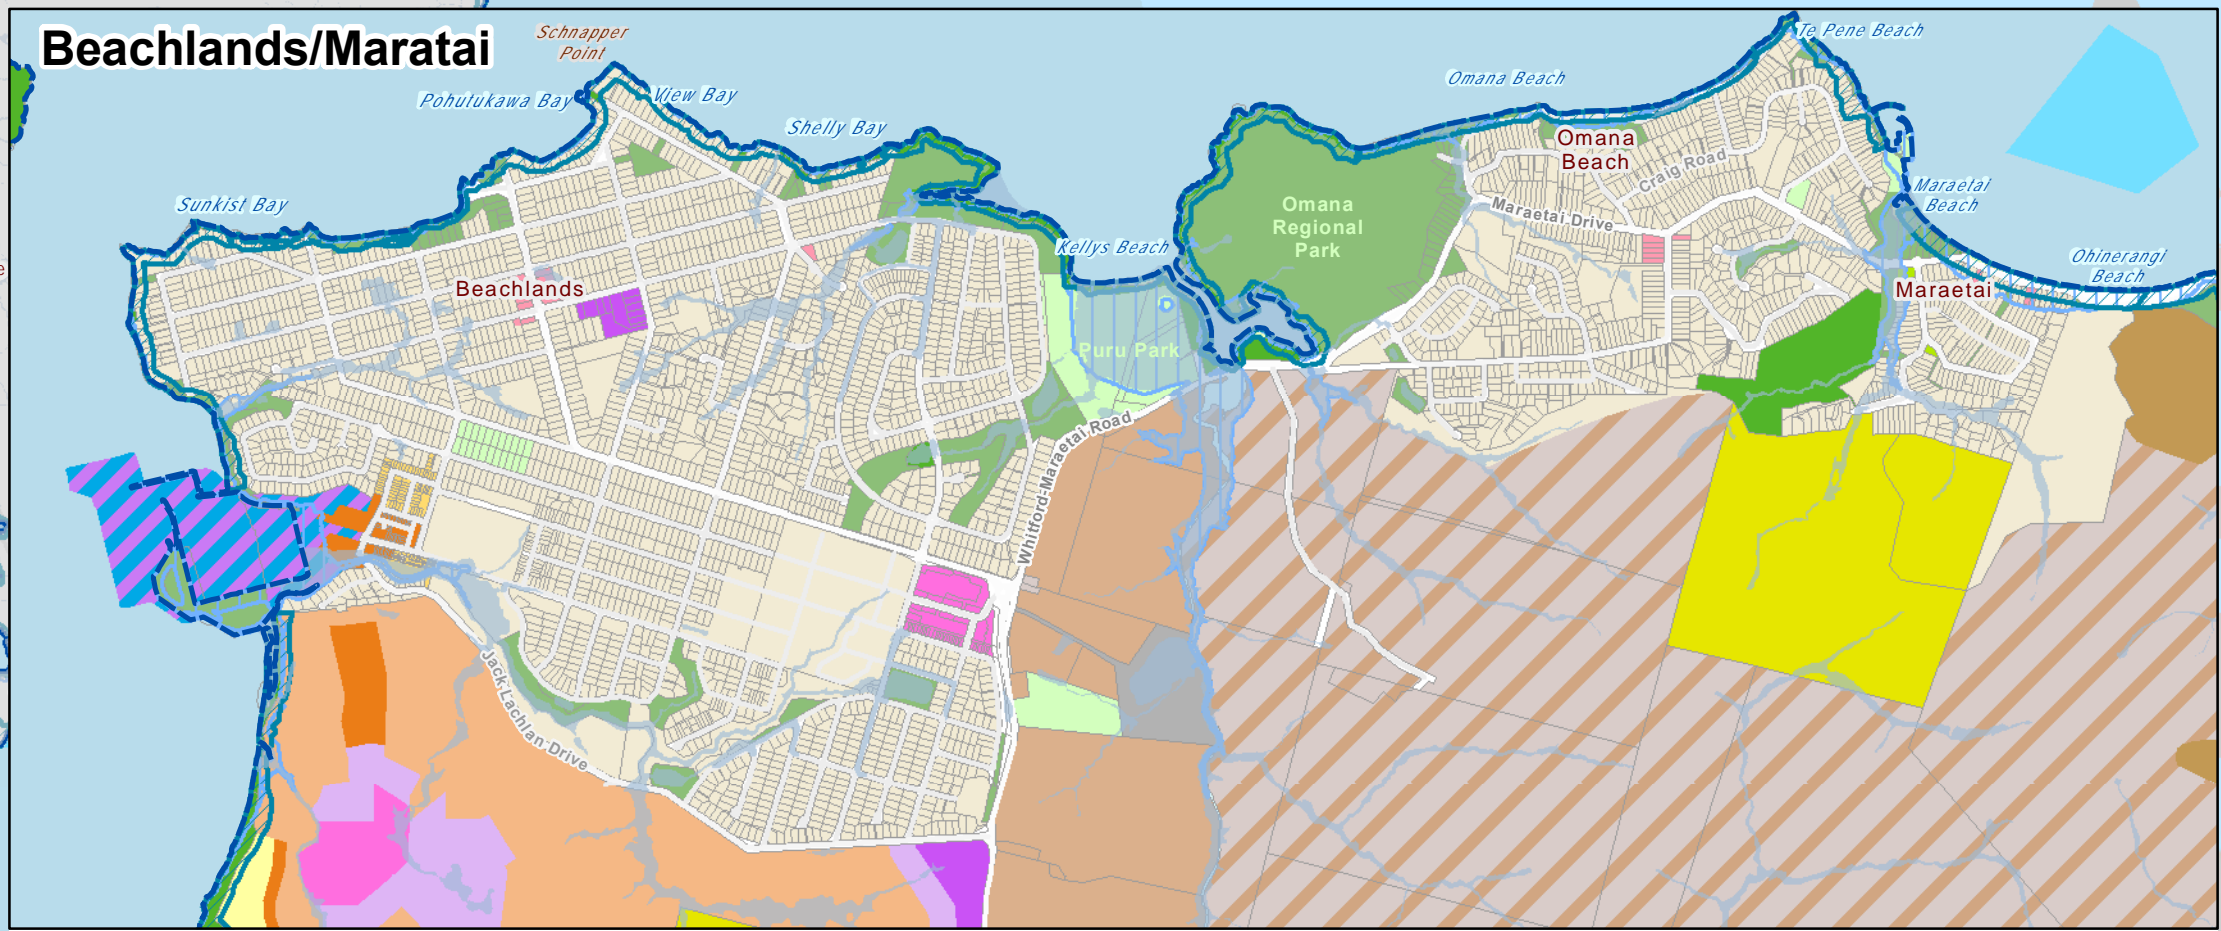 Beachlands/Maratai
Schnapper
Point
Te Pene Beach
Omana Beach
Pohutukawa Bay
View Bay
Shelly Bay
Omana
Beach
Craig Road
Sunkist Bay
Maraetai
Beach
Omana
Regional
Park
Maraetai Drive
Kellys Beach
Ohinerangi
Beach
e
Beachlands
Maraetai
Puru Park
Whitford-Maraetai Road
Jack-Lachlan-Drive